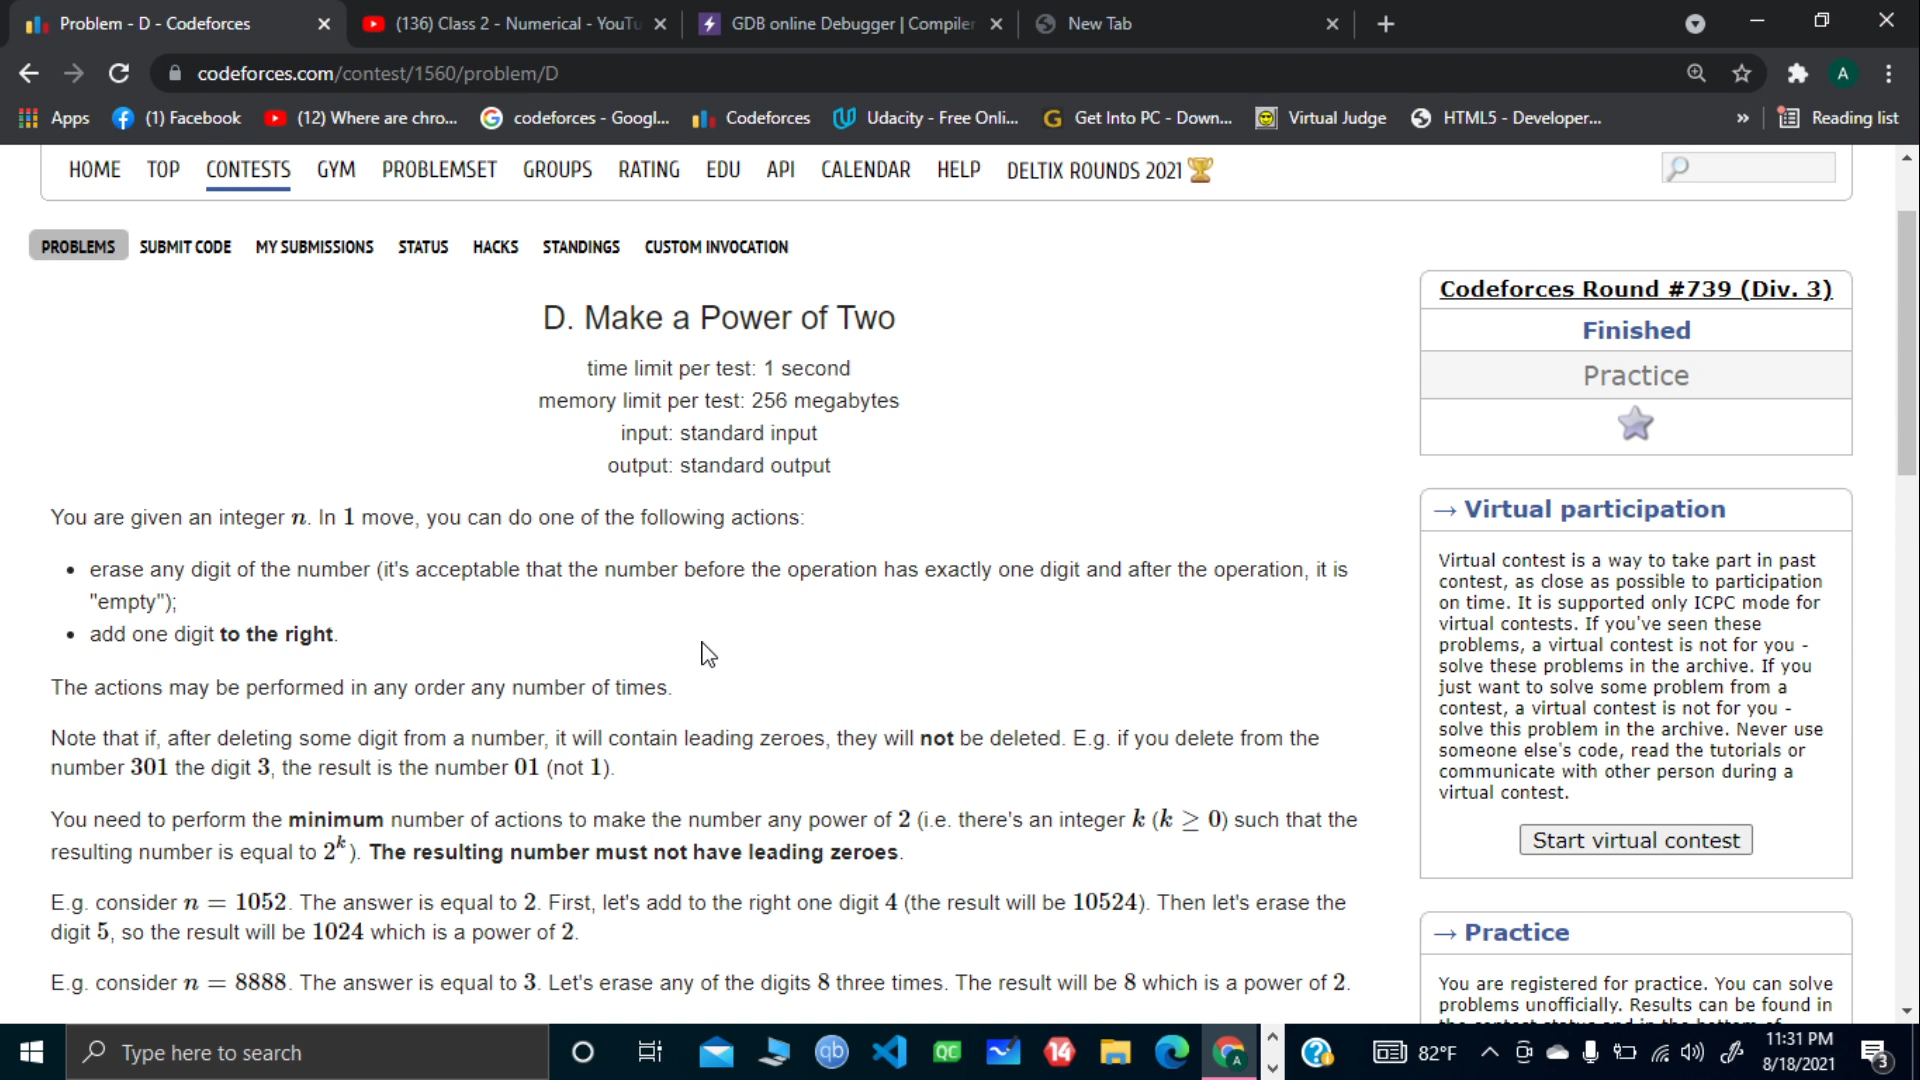 Problem - D - Codeforces
(136) Class 2 - Numerical - YouTu
GDB online Debugger | Compiler
New Tab
codeforces.com/contest/1560/problem/D
A
Apps
(1) Facebook
(12) Where are chro...
codeforces - Googl...
Codeforces
Udacity - Free Onli...
Get Into PC - Down...
Virtual Judge
HTML5 - Developer...
»
Reading list
HOME TOP CONTESTS GYM PROBLEMSET GROUPS RATING EDU API CALENDAR HELP DELTIX ROUNDS 2021
PROBLEMS SUBMIT CODE MY SUBMISSIONS STATUS HACKS STANDINGS CUSTOM INVOCATION
D. Make a Power of Two
time limit per test: 1 second
memory limit per test: 256 megabytes
input: standard input
output: standard output
You are given an integer n. In 1 move, you can do one of the following actions:
• erase any digit of the number (it's acceptable that the number before the operation has exactly one digit and after the operation, it is
"empty");
• add one digit to the right.
The actions may be performed in any order any number of times.
Note that if, after deleting some digit from a number, it will contain leading zeroes, they will not be deleted. E.g. if you delete from the
number 301 the digit 3, the result is the number 01 (not 1).
You need to perform the minimum number of actions to make the number any power of 2 (i.e. there's an integer k (k ≥ 0) such that the
resulting number is equal to 2^k). The resulting number must not have leading zeroes.
E.g. consider n = 1052. The answer is equal to 2. First, let's add to the right one digit 4 (the result will be 10524). Then let's erase the
digit 5, so the result will be 1024 which is a power of 2.
E.g. consider n = 8888. The answer is equal to 3. Let's erase any of the digits 8 three times. The result will be 8 which is a power of 2.
Codeforces Round #739 (Div. 3)
Finished
Practice
→ Virtual participation
Virtual contest is a way to take part in past
contest, as close as possible to participation
on time. It is supported only ICPC mode for
virtual contests. If you've seen these
problems, a virtual contest is not for you -
solve these problems in the archive. If you
just want to solve some problem from a
contest, a virtual contest is not for you -
solve this problem in the archive. Never use
someone else's code, read the tutorials or
communicate with other person during a
virtual contest.
Start virtual contest
→ Practice
You are registered for practice. You can solve
problems unofficially. Results can be found in
Type here to search
qb
QC
14
A
82°F
11:31 PM
8/18/2021
3